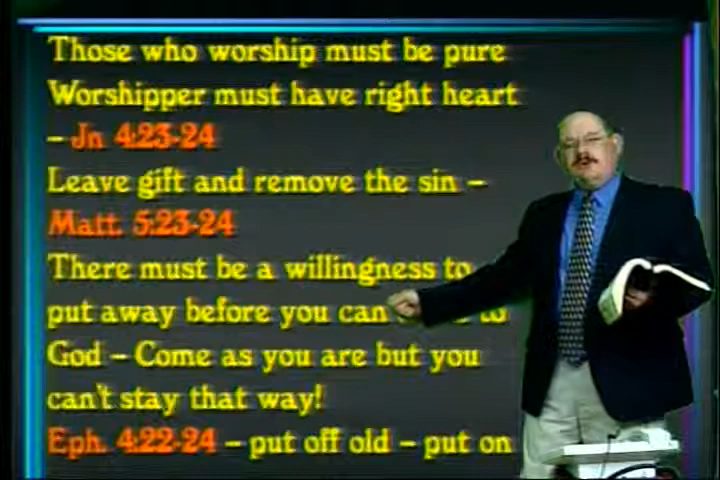 Those who worship must be pure
Worshipper must have right heart
– Jn 4:23-24
Leave gift and remove the sin –
Matt. 5:23-24
There must be a willingness to
put away before you can to
God – Come as you are but you
can't stay that way!
Eph. 4:22-24 – put off old – put on